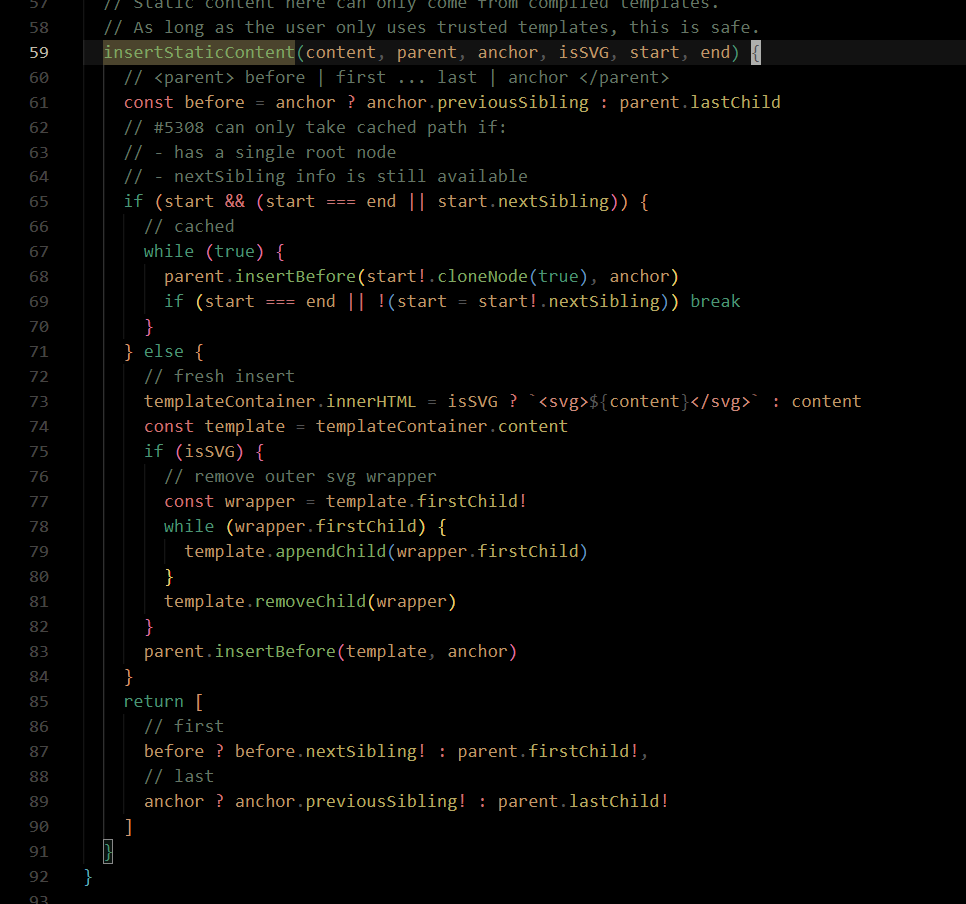 57 // Static content here can only come from compiled templates.
58 // As long as the user only uses trusted templates, this is safe.
59 insertStaticContent(content, parent, anchor, isSVG, start, end) {
60 // <parent> before | first ... last | anchor </parent>
61 const before = anchor ? anchor.previousSibling : parent.lastChild
62 // #5308 can only take cached path if:
63 // - has a single root node
64 // - nextSibling info is still available
65 if (start && (start === end || start.nextSibling)) {
66 // cached
67 while (true) {
68 parent.insertBefore(start!.cloneNode(true), anchor)
69 if (start === end || !(start = start!.nextSibling)) break
70 }
71 } else {
72 // fresh insert
73 templateContainer.innerHTML = isSVG ? `<svg>${content}</svg>` : content
74 const template = templateContainer.content
75 if (isSVG) {
76 // remove outer svg wrapper
77 const wrapper = template.firstChild!
78 while (wrapper.firstChild) {
79 template.appendChild(wrapper.firstChild)
80 }
81 template.removeChild(wrapper)
82 }
83 parent.insertBefore(template, anchor)
84 }
85 return [
86 // first
87 before ? before.nextSibling! : parent.firstChild!,
88 // last
89 anchor ? anchor.previousSibling! : parent.lastChild!
90 ]
91 }
92 }
93